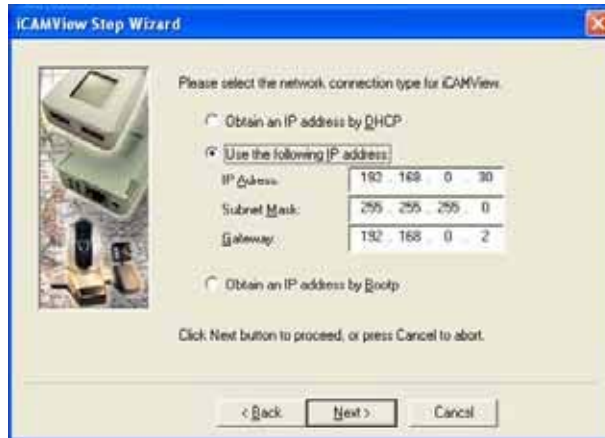 iCAMView Step Wizard
Please select the network connection type for iCAMView.
Obtain an IP address by DHCP
Use the following IP address:
IP Adress: 192 . 168 . 0 . 30
Subnet Mask: 255 . 255 . 255 . 0
Gateway: 192 . 168 . 0 . 2
Obtain an IP address by Bootp
Click Next button to proceed, or press Cancel to abort.
< Back Next > Cancel